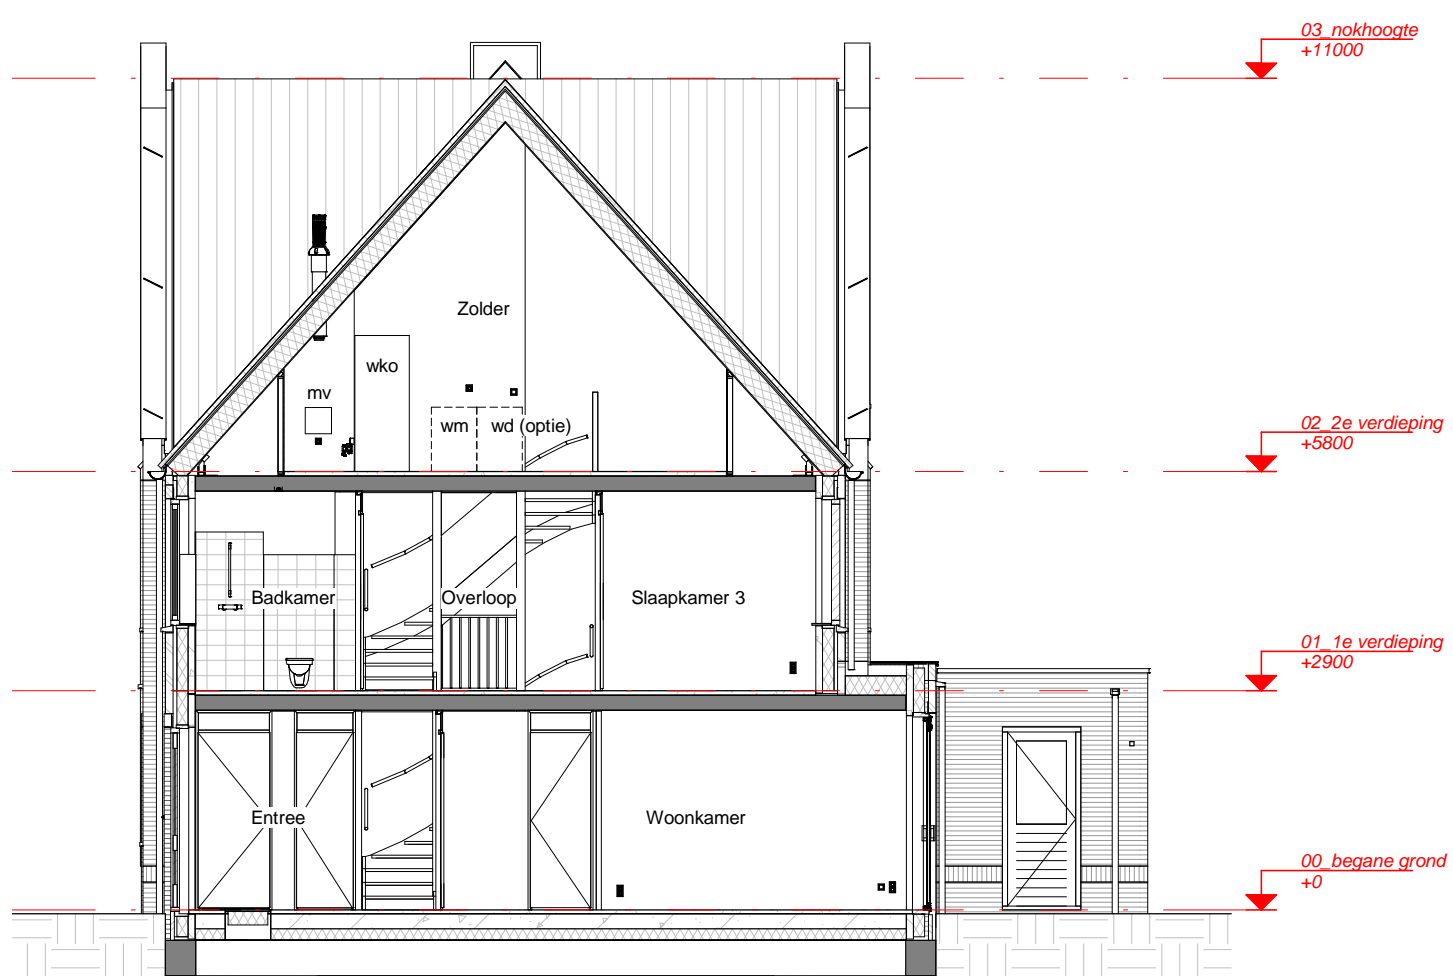 03_nokhoogte
+11000
Zolder
wko
mv
wm
wd (optie)
02_2e verdieping
+5800
Badkamer
Overloop
Slaapkamer 3
01_1e verdieping
+2900
Entree
Woonkamer
00_begane grond
+0